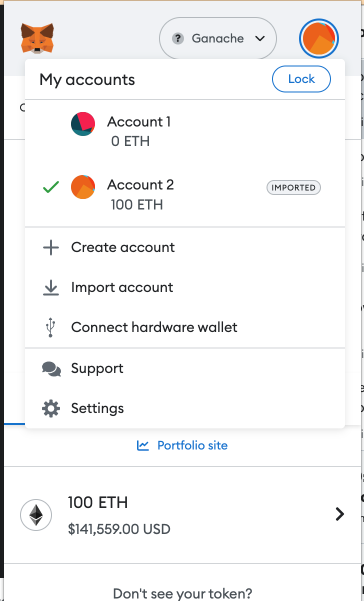 Ganache
My accounts
Lock
Account 1
0 ETH
Account 2
100 ETH
IMPORTED
Create account
Import account
Connect hardware wallet
Support
Settings
Portfolio site
100 ETH
$141,559.00 USD
Don't see your token?